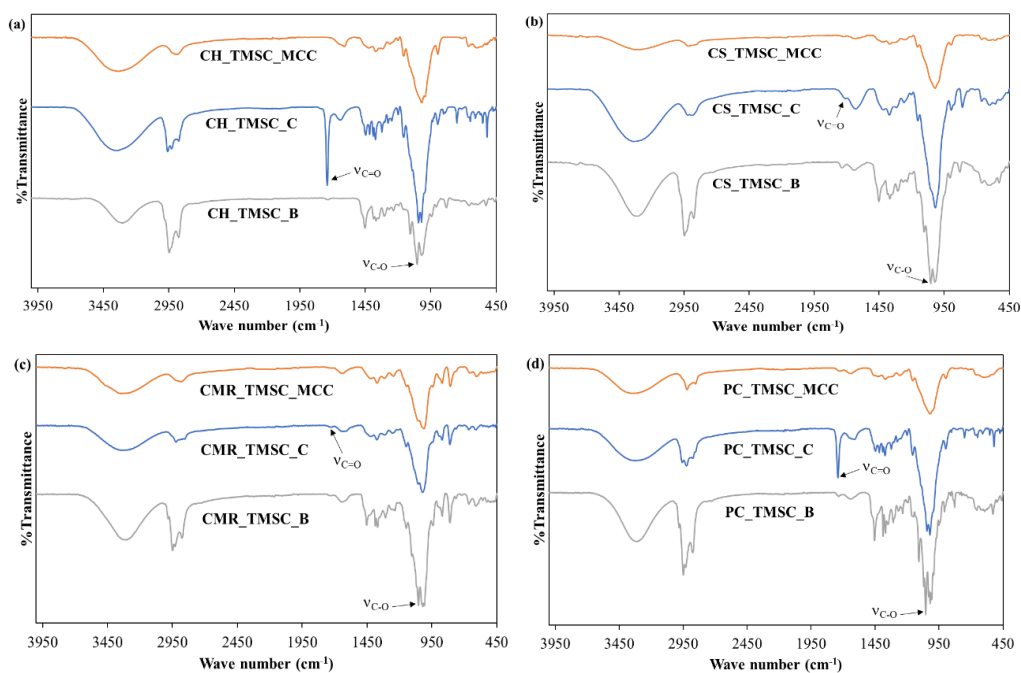 (a)
CH_TMSC_MCC
CH_TMSC_C
νC=O
CH_TMSC_B
νC-O
%Transmittance
3950 3450 2950 2450 1950 1450 950 450
Wave number (cm-1)
(b)
CS_TMSC_MCC
CS_TMSC_C
νC=O
CS_TMSC_B
νC-O
%Transmittance
3950 3450 2950 2450 1950 1450 950 450
Wave number (cm-1)
(c)
CMR_TMSC_MCC
CMR_TMSC_C
νC=O
CMR_TMSC_B
νC-O
%Transmittance
3950 3450 2950 2450 1950 1450 950 450
Wave number (cm-1)
(d)
PC_TMSC_MCC
PC_TMSC_C
νC=O
PC_TMSC_B
νC-O
%Transmittance
3950 3450 2950 2450 1950 1450 950 450
Wave number (cm-1)